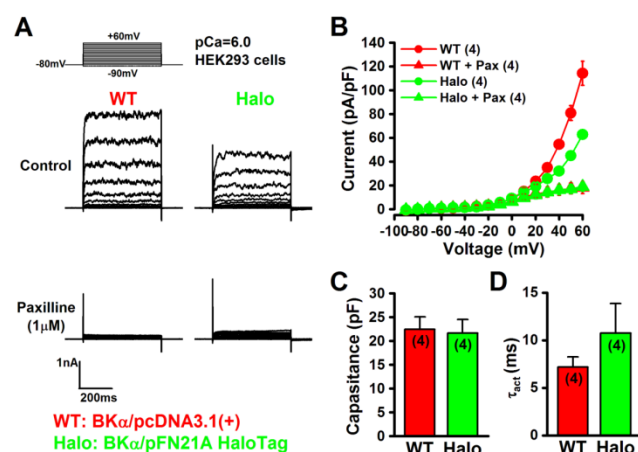 A
+60mV
-80mV
-90mV
pCa=6.0
HEK293 cells
WT
Halo
Control
Paxilline
(1μM)
1nA
200ms
WT: BKα/pcDNA3.1(+)
Halo: BKα/pFN21A HaloTag
B
Current (pA/pF)
140
120
100
80
60
40
20
0
WT (4)
WT + Pax (4)
Halo (4)
Halo + Pax (4)
-100 -80 -60 -40 -20 0 20 40 60
Voltage (mV)
C
Capasitance (pF)
30
25
20
15
10
5
0
(4) (4)
WT Halo
D
τact (ms)
15
10
5
0
(4) (4)
WT Halo